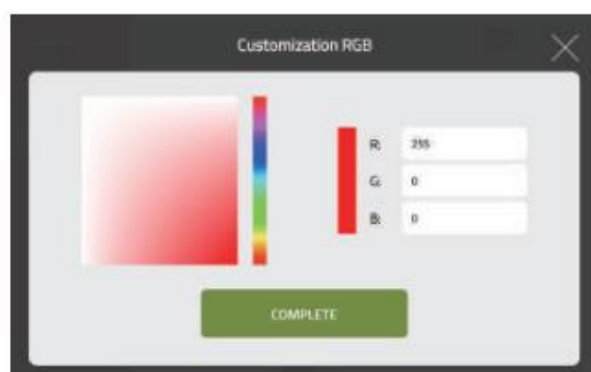 Customization RGB
R: 255
G: 0
B: 0
COMPLETE